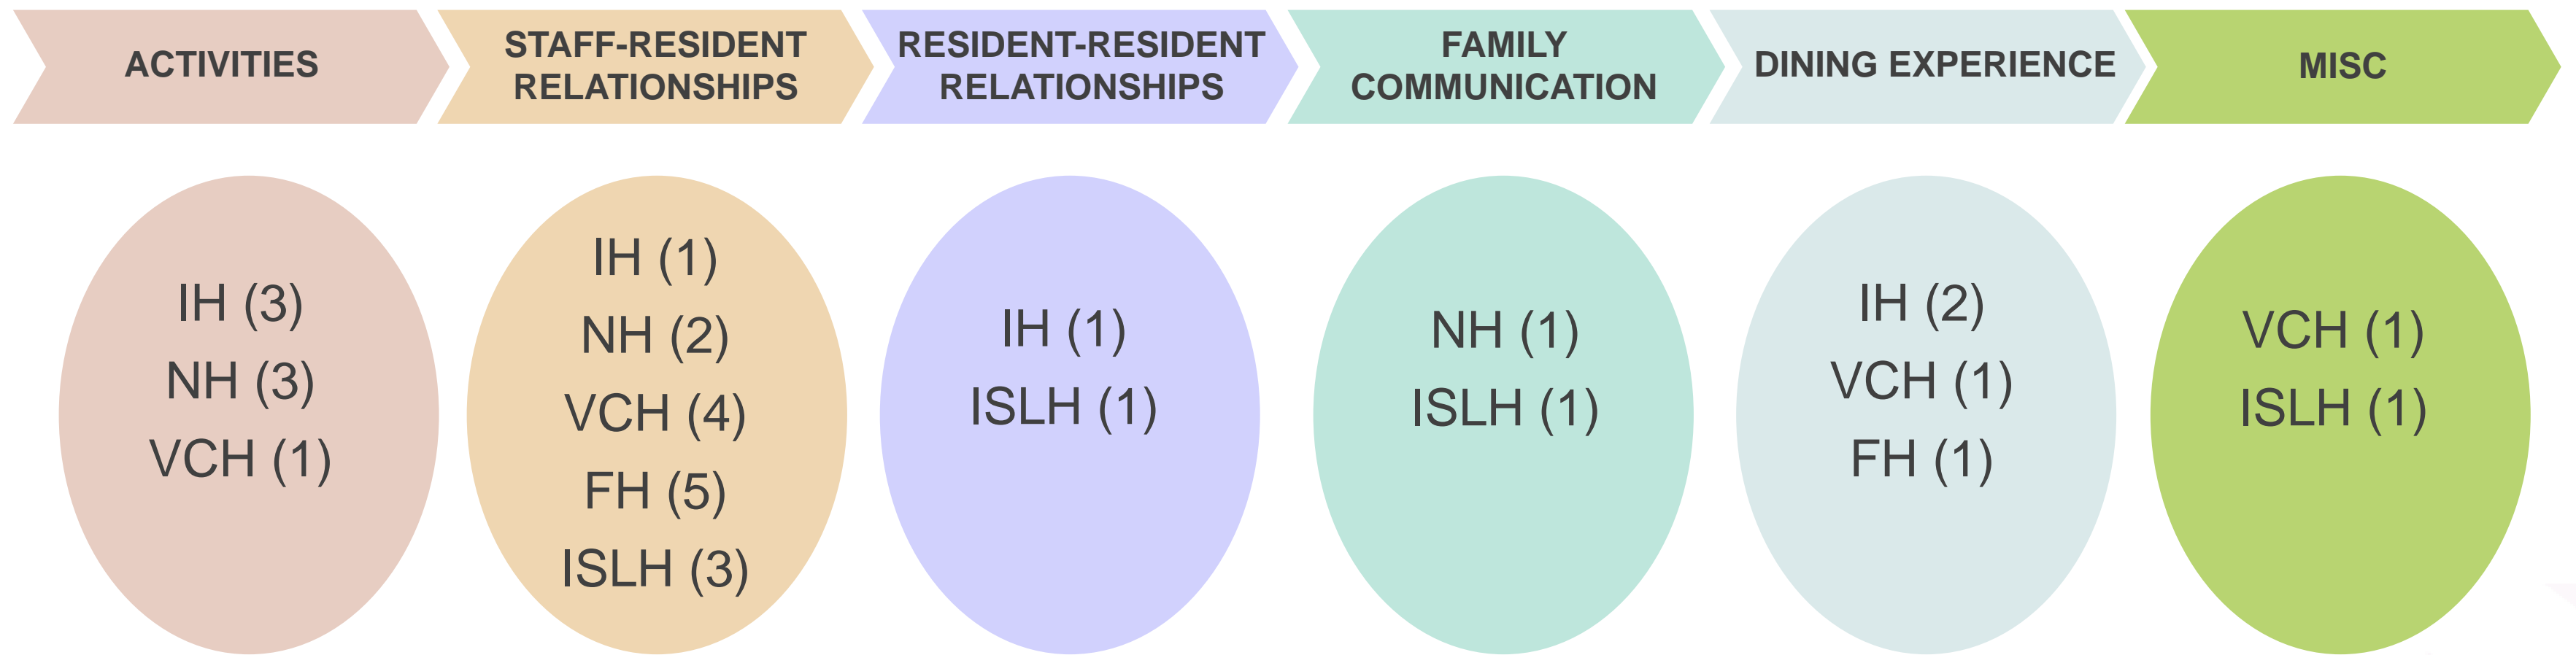 ACTIVITIES
STAFF-RESIDENT
RELATIONSHIPS
RESIDENT-RESIDENT
RELATIONSHIPS
FAMILY
COMMUNICATION
DINING EXPERIENCE
MISC
IH (3)
NH (3)
VCH (1)
IH (1)
NH (2)
VCH (4)
FH (5)
ISLH (3)
IH (1)
ISLH (1)
NH (1)
ISLH (1)
IH (2)
VCH (1)
FH (1)
VCH (1)
ISLH (1)